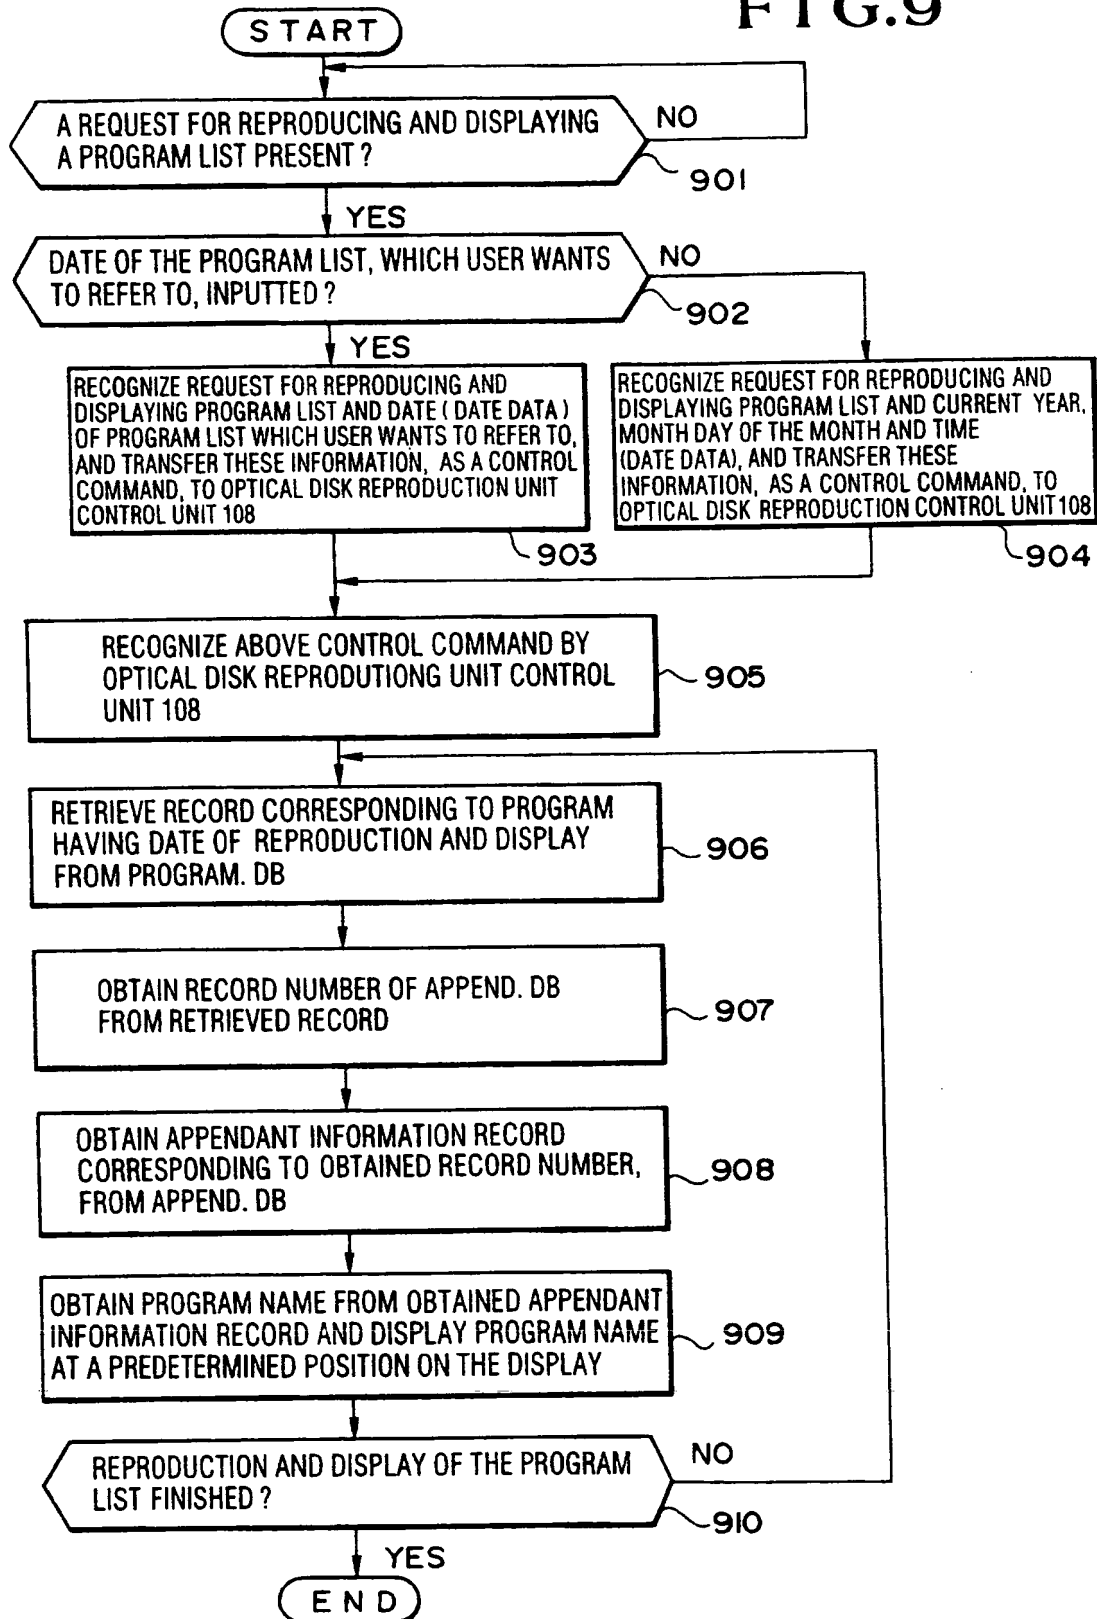 FIG.9
START
A REQUEST FOR REPRODUCING AND DISPLAYING
A PROGRAM LIST PRESENT ?
NO
901
YES
DATE OF THE PROGRAM LIST, WHICH USER WANTS
TO REFER TO, INPUTTED ?
NO
902
YES
RECOGNIZE REQUEST FOR REPRODUCING AND
DISPLAYING PROGRAM LIST AND DATE ( DATE DATA )
OF PROGRAM LIST WHICH USER WANTS TO REFER TO,
AND TRANSFER THESE INFORMATION, AS A CONTROL
COMMAND, TO OPTICAL DISK REPRODUCTION UNIT
CONTROL UNIT 108
903
RECOGNIZE REQUEST FOR REPRODUCING AND
DISPLAYING PROGRAM LIST AND CURRENT YEAR,
MONTH DAY OF THE MONTH AND TIME
(DATE DATA), AND TRANSFER THESE
INFORMATION, AS A CONTROL COMMAND, TO
OPTICAL DISK REPRODUCTION CONTROL UNIT 108
904
RECOGNIZE ABOVE CONTROL COMMAND BY
OPTICAL DISK REPRODUTIONG UNIT CONTROL
UNIT 108
905
RETRIEVE RECORD CORRESPONDING TO PROGRAM
HAVING DATE OF REPRODUCTION AND DISPLAY
FROM PROGRAM. DB
906
OBTAIN RECORD NUMBER OF APPEND. DB
FROM RETRIEVED RECORD
907
OBTAIN APPENDANT INFORMATION RECORD
CORRESPONDING TO OBTAINED RECORD NUMBER,
FROM APPEND. DB
908
OBTAIN PROGRAM NAME FROM OBTAINED APPENDANT
INFORMATION RECORD AND DISPLAY PROGRAM NAME
AT A PREDETERMINED POSITION ON THE DISPLAY
909
REPRODUCTION AND DISPLAY OF THE PROGRAM
LIST FINISHED ?
NO
910
YES
END